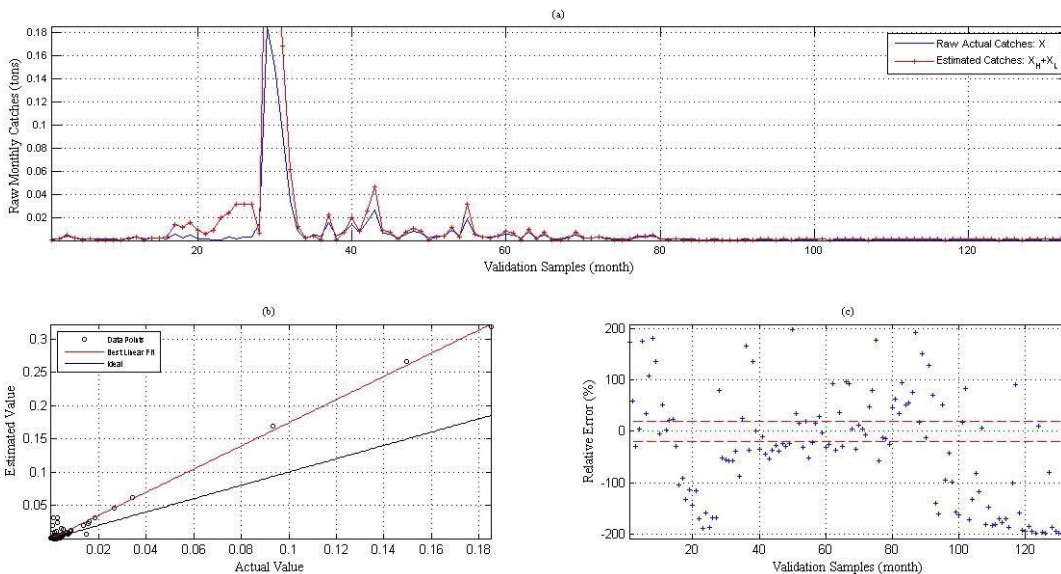 (a)
Raw Monthly Catches (tons)
0.18
0.16
0.14
0.12
0.1
0.08
0.06
0.04
0.02
Raw Actual Catches: X
Estimated Catches: X_H+X_L
20
40
60
80
100
120
Validation Samples (month)
(b)
Estimated Value
0.3
0.25
0.2
0.15
0.1
0.05
Data Points
Best Linear Fit
Ideal
0.02
0.04
0.06
0.08
0.1
0.12
0.14
0.16
0.18
Actual Value
(c)
Relative Error (%)
200
100
0
-100
-200
20
40
60
80
100
120
Validation Samples (month)